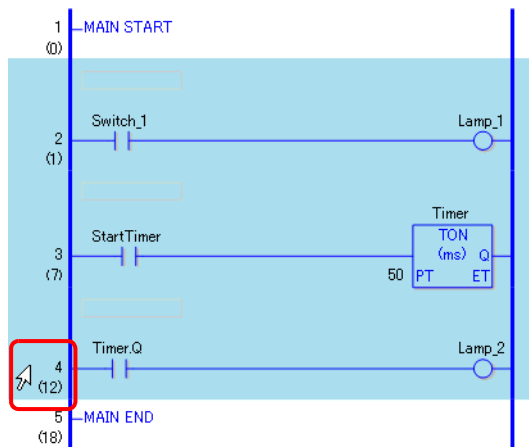 1 MAIN START
(0)
Switch_1 Lamp_1
2
(1)
Timer
StartTimer TON
3 (ms) Q
(7) 50 PT ET
Timer.Q Lamp_2
4
(12)
5 MAIN END
(18)